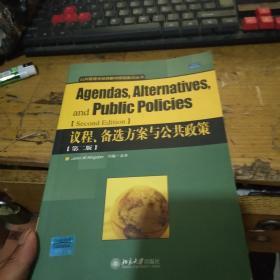 Agendas, Alternatives,
and Public Policies
【Second Edition】
议程、备选方案与公共政策
【第二版】
北京大学出版社